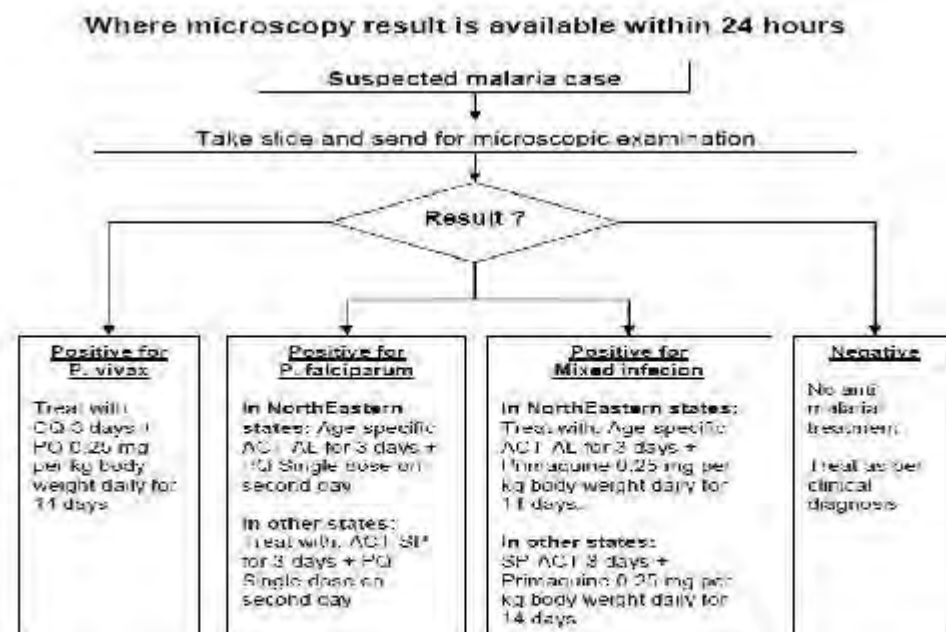 Where microscopy result is available within 24 hours
Suspected malaria case
Take slide and send for microscopic examination
Result ?
Positive for
P. vivax
Treat with
CQ 3 days +
PQ 0.25 mg
per kg body
weight daily for
14 days
Positive for
P. falciparum
In NorthEastern
states: Age specific
ACT-AL for 3 days +
PQ Single dose on
second day
In other states:
Treat with: ACT-SP
for 3 days + PQ
Single dose on
second day
Positive for
Mixed infecion
In NorthEastern states:
Treat with: Age specific
ACT-AL for 3 days +
Primaquine 0.25 mg per
kg body weight daily for
14 days.
In other states:
SP-ACT 3 days +
Primaquine 0.25 mg per
kg body weight daily for
14 days
Negative
No anti
malaria
treatment
Treat as per
clinical
diagnosis